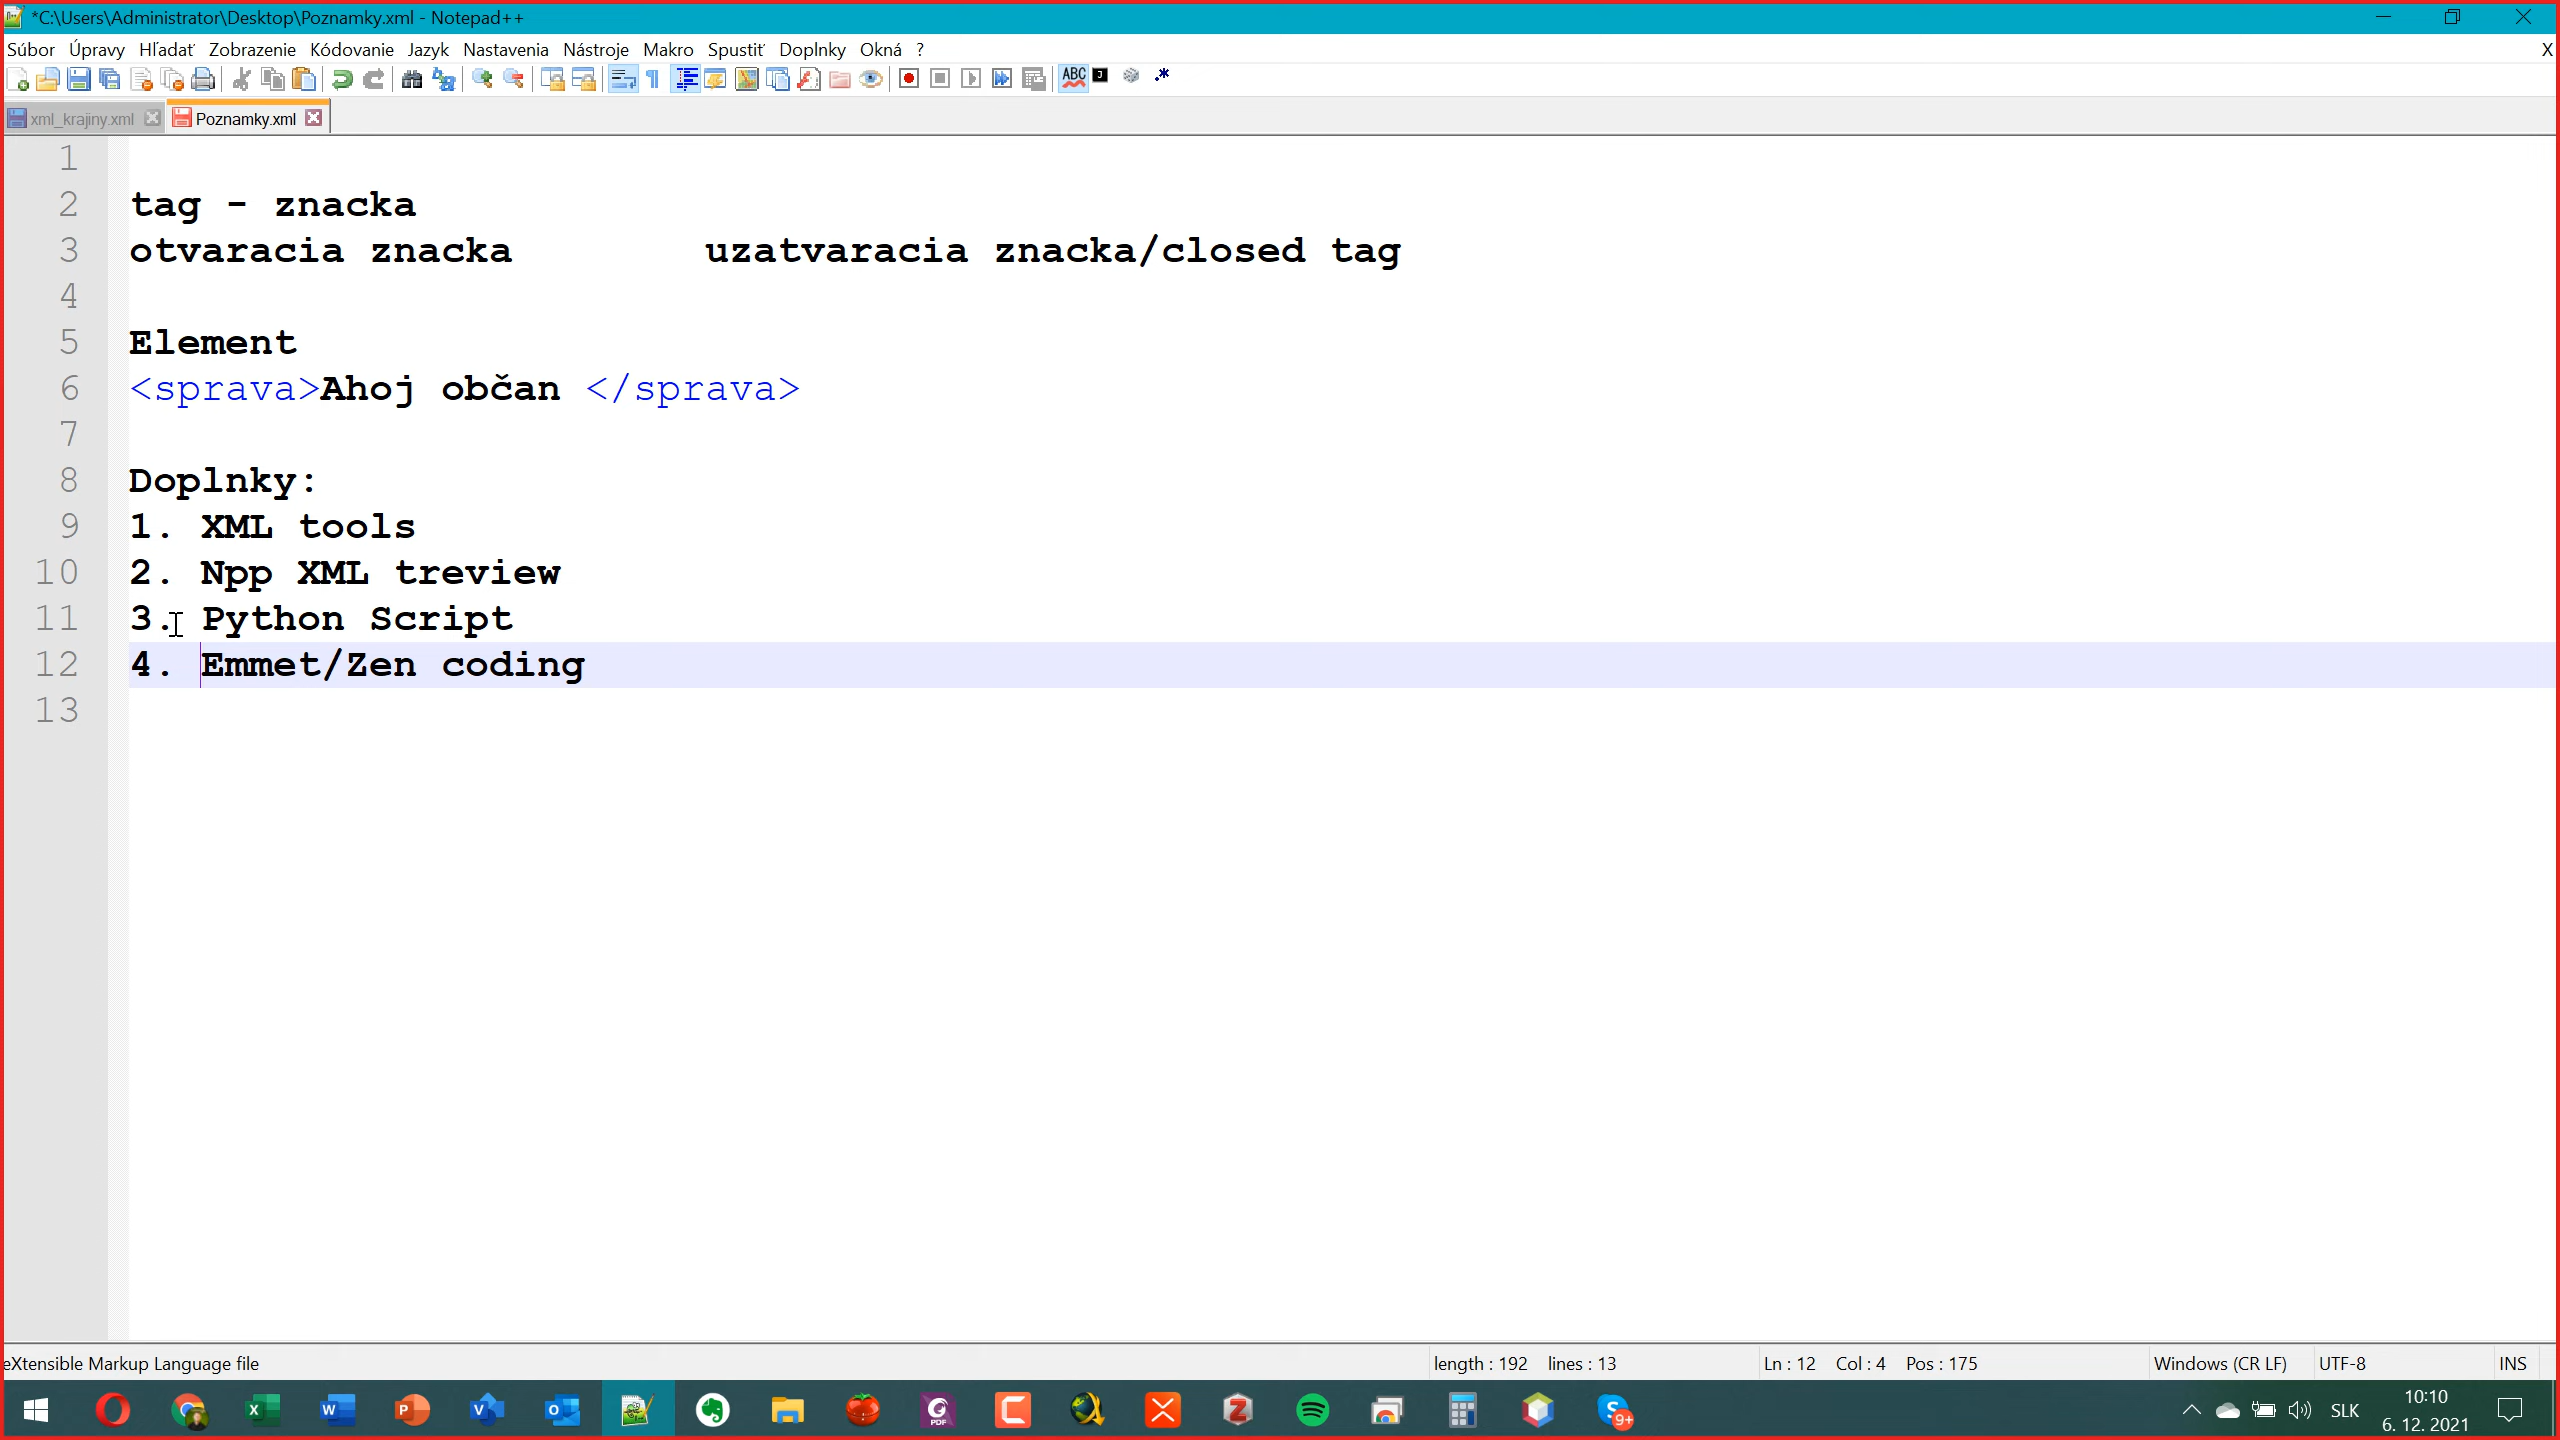 *C:\Users\Administrator\Desktop\Poznamky.xml - Notepad++
Súbor Úpravy Hľadať Zobrazenie Kódovanie Jazyk Nastavenia Nástroje Makro Spustiť Doplnky Okná ? X
ABC
xml_krajiny.xml Poznamky.xml
1
2 tag - znacka
3 otvaracia znacka uzatvaracia znacka/closed tag
4
5 Element
6 <sprava>Ahoj občan </sprava>
7
8 Doplnky:
9 1. XML tools
10 2. Npp XML treview
11 3. Python Script
12 4. Emmet/Zen coding
13
eXtensible Markup Language file length : 192 lines : 13 Ln : 12 Col : 4 Pos : 175 Windows (CR LF) UTF-8 INS
SLK 10:10
6. 12. 2021